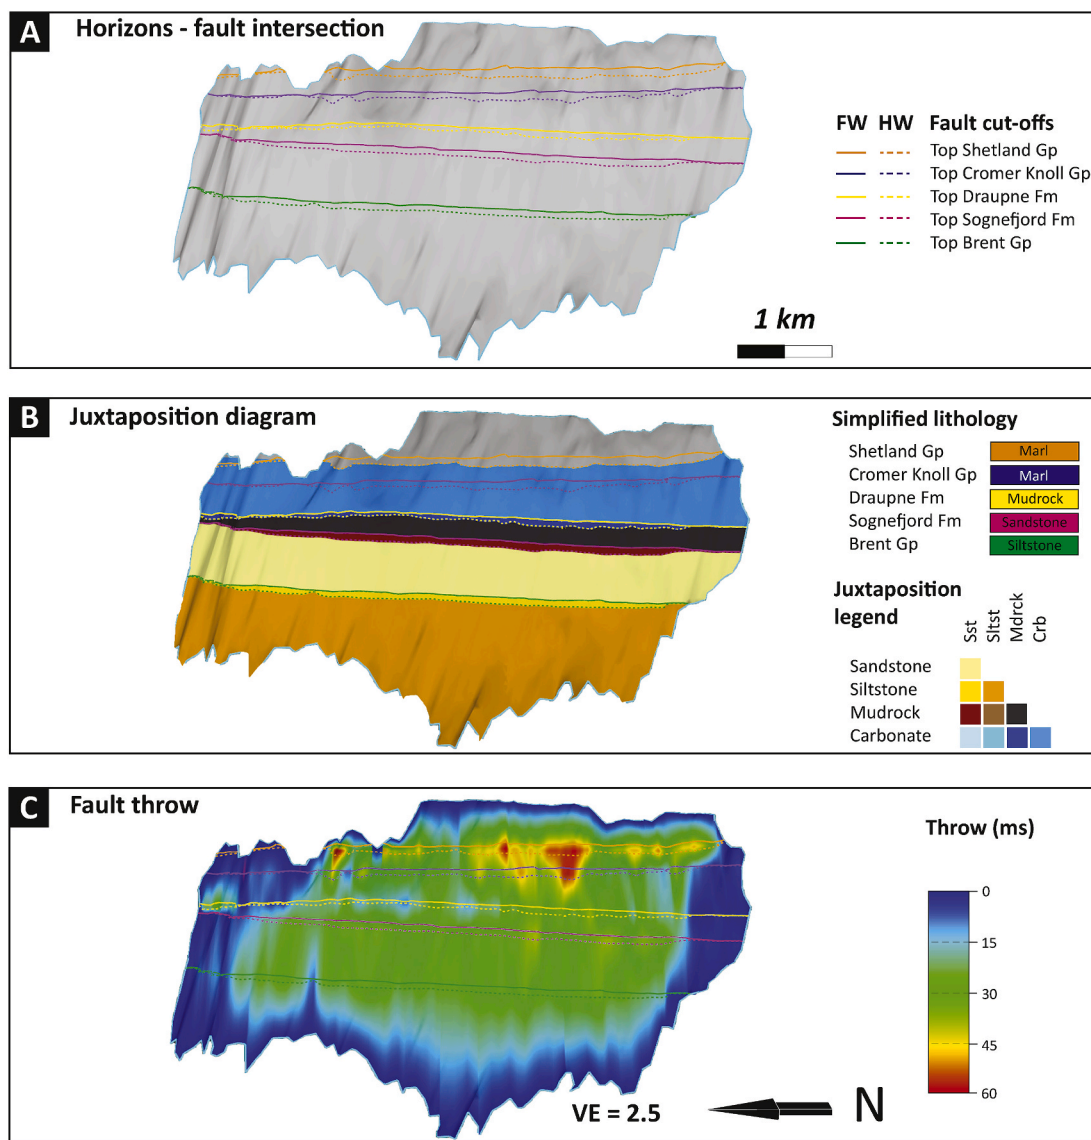 A Horizons - fault intersection
FW HW Fault cut-offs
Top Shetland Gp
Top Cromer Knoll Gp
Top Draupne Fm
Top Sognefjord Fm
Top Brent Gp
1 km
B Juxtaposition diagram
Simplified lithology
Shetland Gp Marl
Cromer Knoll Gp Marl
Draupne Fm Mudrock
Sognefjord Fm Sandstone
Brent Gp Siltstone
Juxtaposition
legend
Sst Sltst Mdrck Crb
Sandstone
Siltstone
Mudrock
Carbonate
C Fault throw
Throw (ms)
0
15
30
45
60
VE = 2.5 N